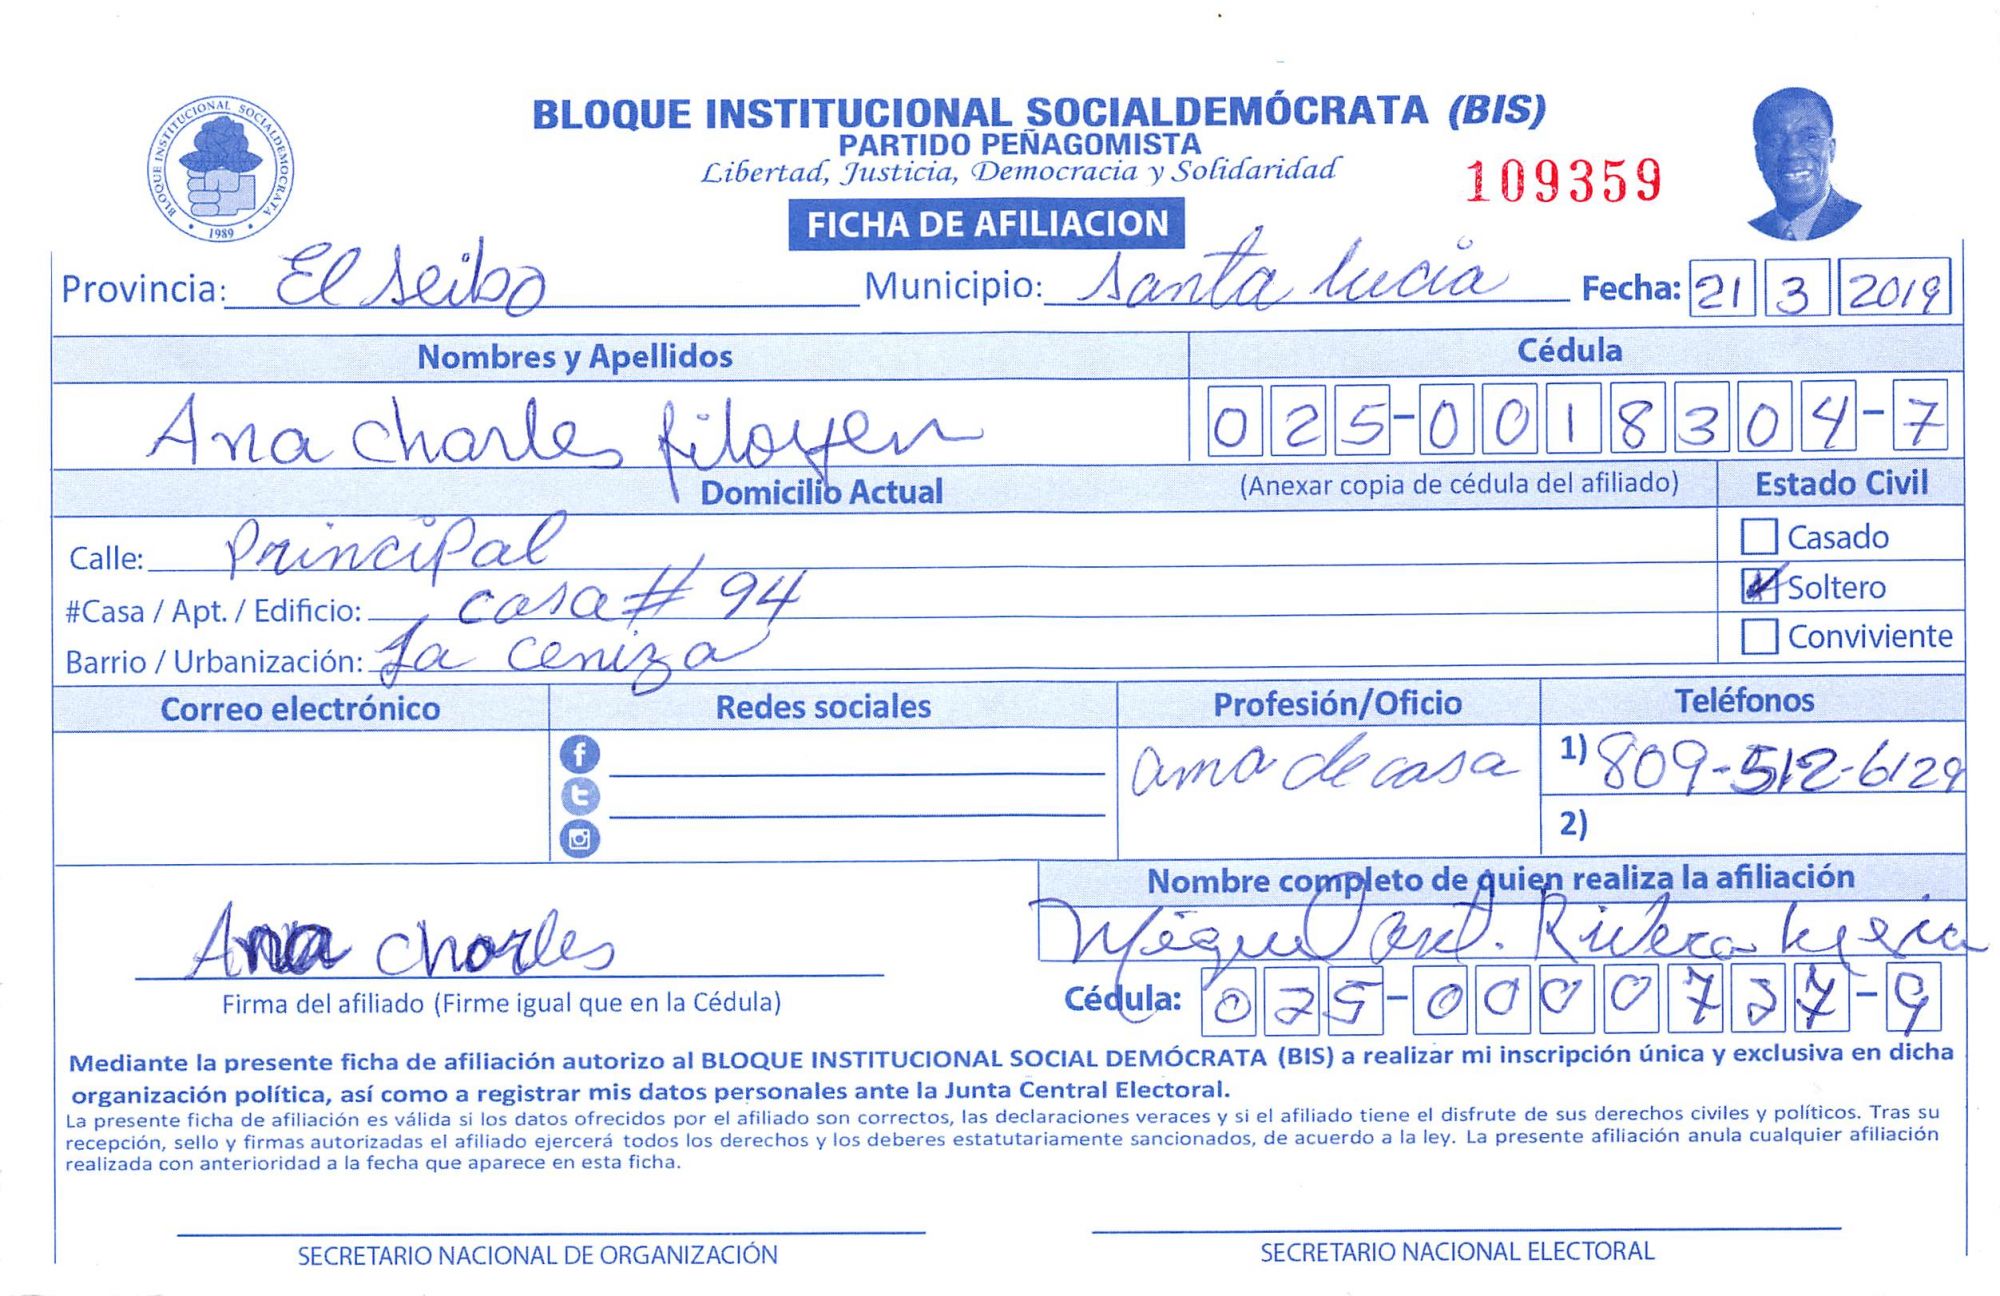 BLOQUE INSTITUCIONAL SOCIALDEMOCRATA
1989
BLOQUE INSTITUCIONAL SOCIALDEMÓCRATA (BIS)
PARTIDO PEÑAGOMISTA
Libertad, Justicia, Democracia y Solidaridad
109359
FICHA DE AFILIACION
Provincia: El seibo Municipio: Santa lucia Fecha: 21 3 2019
Nombres y Apellidos Cédula
Ana Charles filoyen 025-0018304-7
Domicilio Actual (Anexar copia de cédula del afiliado) Estado Civil
Calle: Principal Casado
#Casa / Apt. / Edificio: casa # 94 Soltero
Barrio / Urbanización: La Ceniza Conviviente
Correo electrónico Redes sociales Profesión/Oficio Teléfonos
ama de casa 1) 809-512-6129
2)
Nombre completo de quien realiza la afiliación
Ana Charles Miguel ant. Rivera Mejia
Firma del afiliado (Firme igual que en la Cédula) Cédula: 025-0000737-9
Mediante la presente ficha de afiliación autorizo al BLOQUE INSTITUCIONAL SOCIAL DEMÓCRATA (BIS) a realizar mi inscripción única y exclusiva en dicha
organización política, así como a registrar mis datos personales ante la Junta Central Electoral.
La presente ficha de afiliación es válida si los datos ofrecidos por el afiliado son correctos, las declaraciones veraces y si el afiliado tiene el disfrute de sus derechos civiles y políticos. Tras su
recepción, sello y firmas autorizadas el afiliado ejercerá todos los derechos y los deberes estatutariamente sancionados, de acuerdo a la ley. La presente afiliación anula cualquier afiliación
realizada con anterioridad a la fecha que aparece en esta ficha.
SECRETARIO NACIONAL DE ORGANIZACIÓN SECRETARIO NACIONAL ELECTORAL